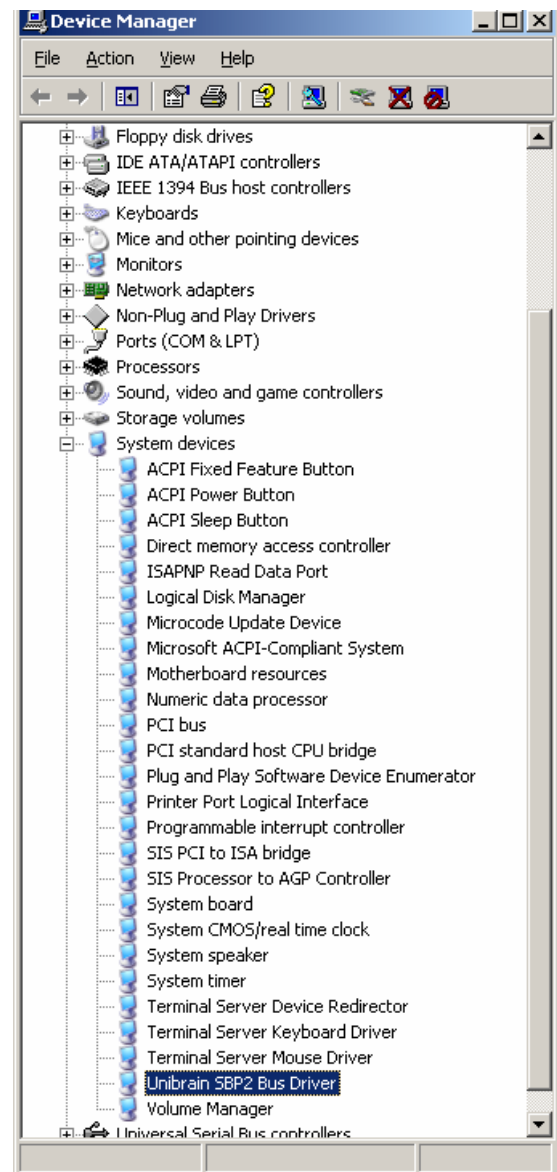 Device Manager
File Action View Help
Floppy disk drives
IDE ATA/ATAPI controllers
IEEE 1394 Bus host controllers
Keyboards
Mice and other pointing devices
Monitors
Network adapters
Non-Plug and Play Drivers
Ports (COM & LPT)
Processors
Sound, video and game controllers
Storage volumes
System devices
ACPI Fixed Feature Button
ACPI Power Button
ACPI Sleep Button
Direct memory access controller
ISAPNP Read Data Port
Logical Disk Manager
Microcode Update Device
Microsoft ACPI-Compliant System
Motherboard resources
Numeric data processor
PCI bus
PCI standard host CPU bridge
Plug and Play Software Device Enumerator
Printer Port Logical Interface
Programmable interrupt controller
SIS PCI to ISA bridge
SIS Processor to AGP Controller
System board
System CMOS/real time clock
System speaker
System timer
Terminal Server Device Redirector
Terminal Server Keyboard Driver
Terminal Server Mouse Driver
Unibrain SBP2 Bus Driver
Volume Manager
Universal Serial Bus controllers